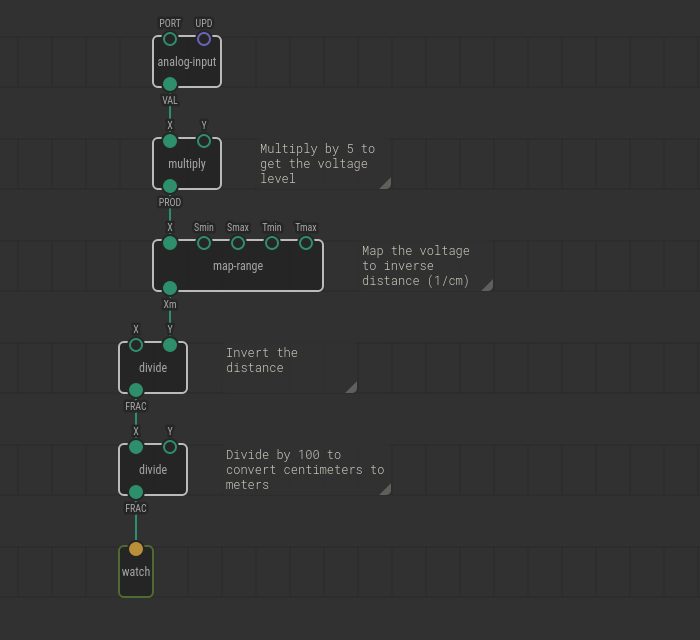 PORT UPD
analog-input
VAL
X Y
multiply
Multiply by 5 to
get the voltage
level
PROD
X Smin Smax Tmin Tmax
map-range
Map the voltage
to inverse
distance (1/cm)
Xm
X Y
divide
Invert the
distance
FRAC
X Y
divide
Divide by 100 to
convert centimeters to
meters
FRAC
watch